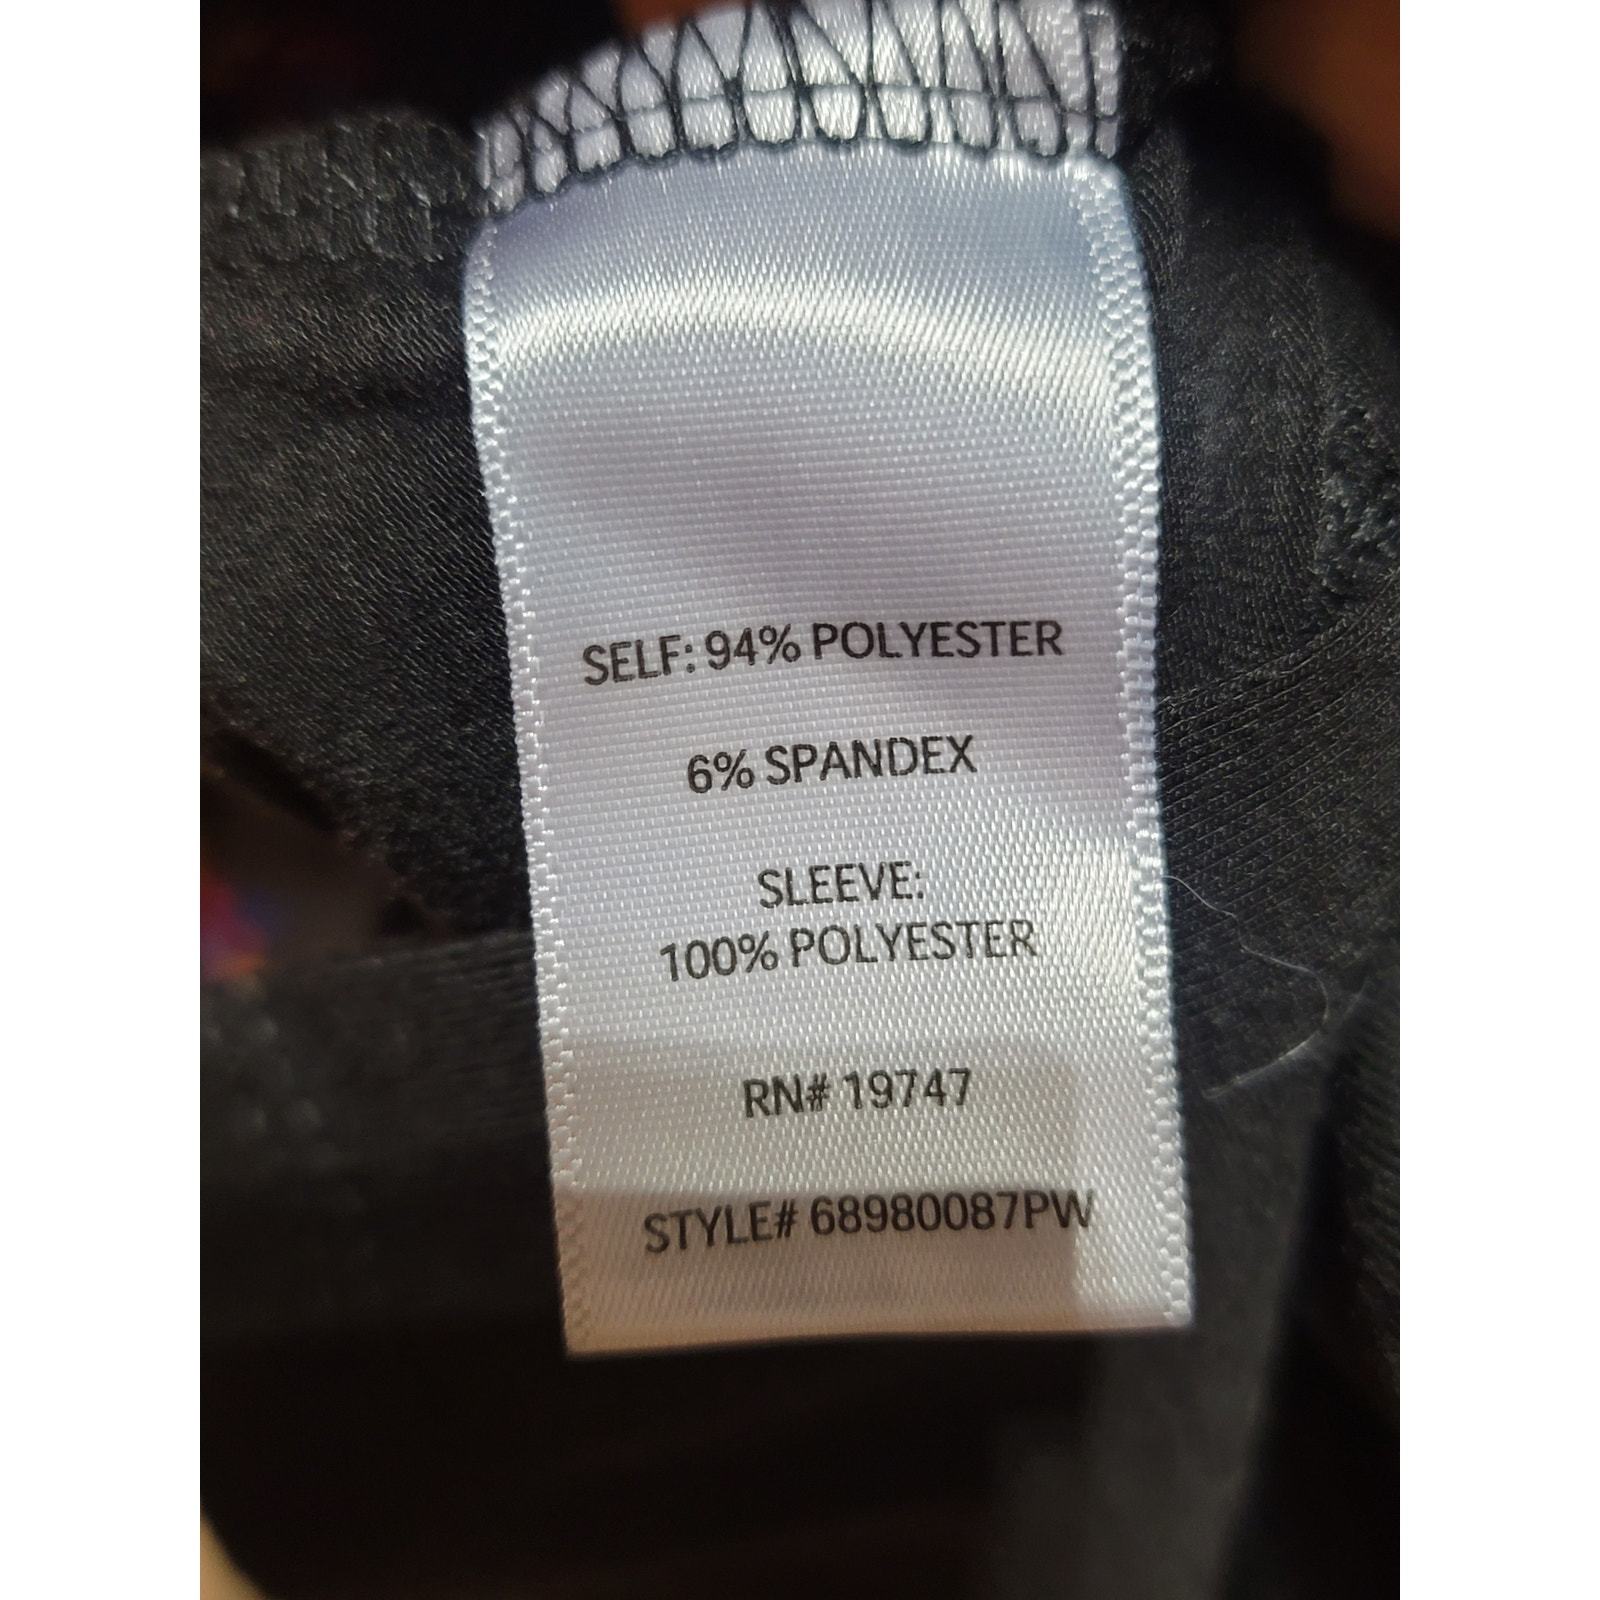 SELF: 94% POLYESTER
6% SPANDEX
SLEEVE:
100% POLYESTER
RN# 19747
STYLE# 68980087PW